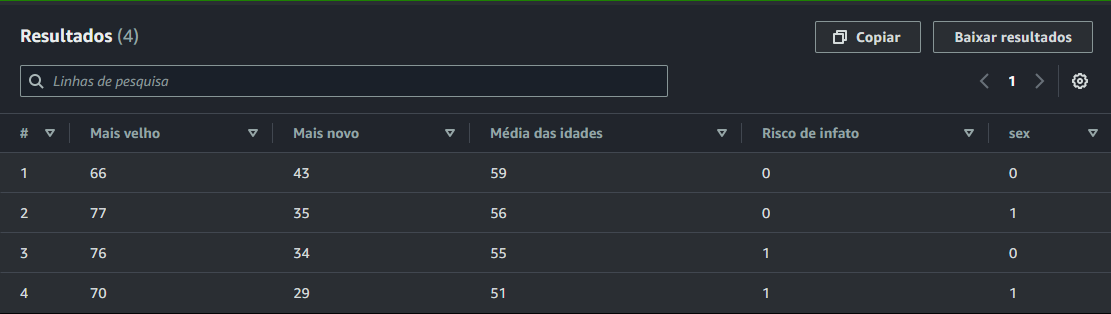 Resultados (4) Copiar Baixar resultados
Linhas de pesquisa 1
# Mais velho Mais novo Média das idades Risco de infato sex
1 66 43 59 0 0
2 77 35 56 0 1
3 76 34 55 1 0
4 70 29 51 1 1